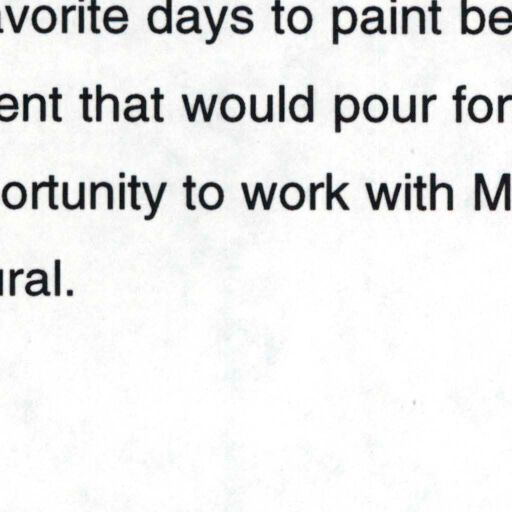 avorite days to paint be
ent that would pour for
ortunity to work with M
ural.